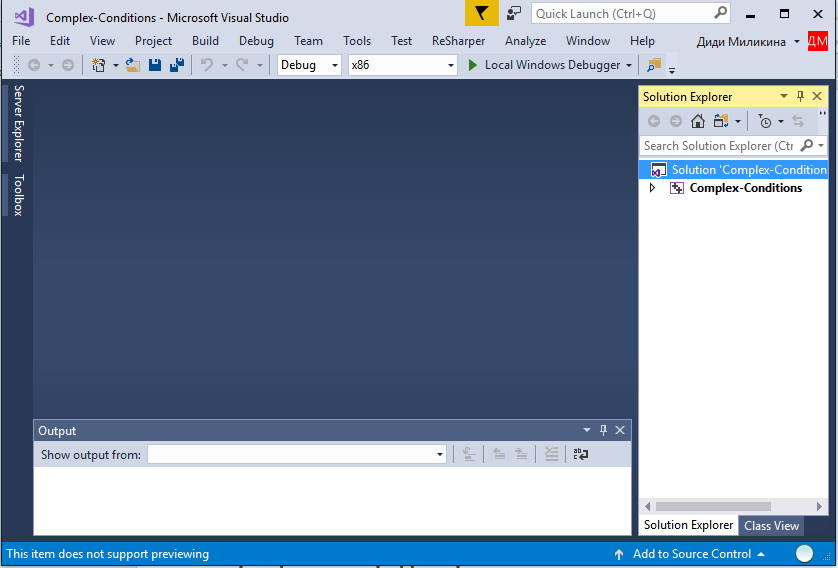 Complex-Conditions - Microsoft Visual Studio
Quick Launch (Ctrl+Q)
File Edit View Project Build Debug Team Tools Test ReSharper Analyze Window Help Диди Миликина ДМ
Debug x86 Local Windows Debugger
Server Explorer
Toolbox
Solution Explorer
Search Solution Explorer (Ctr
Solution 'Complex-Condition
Complex-Conditions
Output
Show output from:
Solution Explorer Class View
This item does not support previewing Add to Source Control